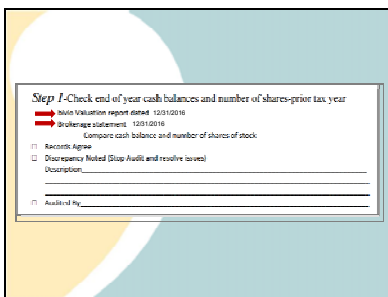 Step 1-Check end of year cash balances and number of shares-prior tax year
bivio Valuation report dated 12/31/2016
Brokerage statement 12/31/2016
Compare cash balance and number of shares of stock
☐ Records Agree
☐ Discrepancy Noted (Stop Audit and resolve issues)
Description
☐ Audited By